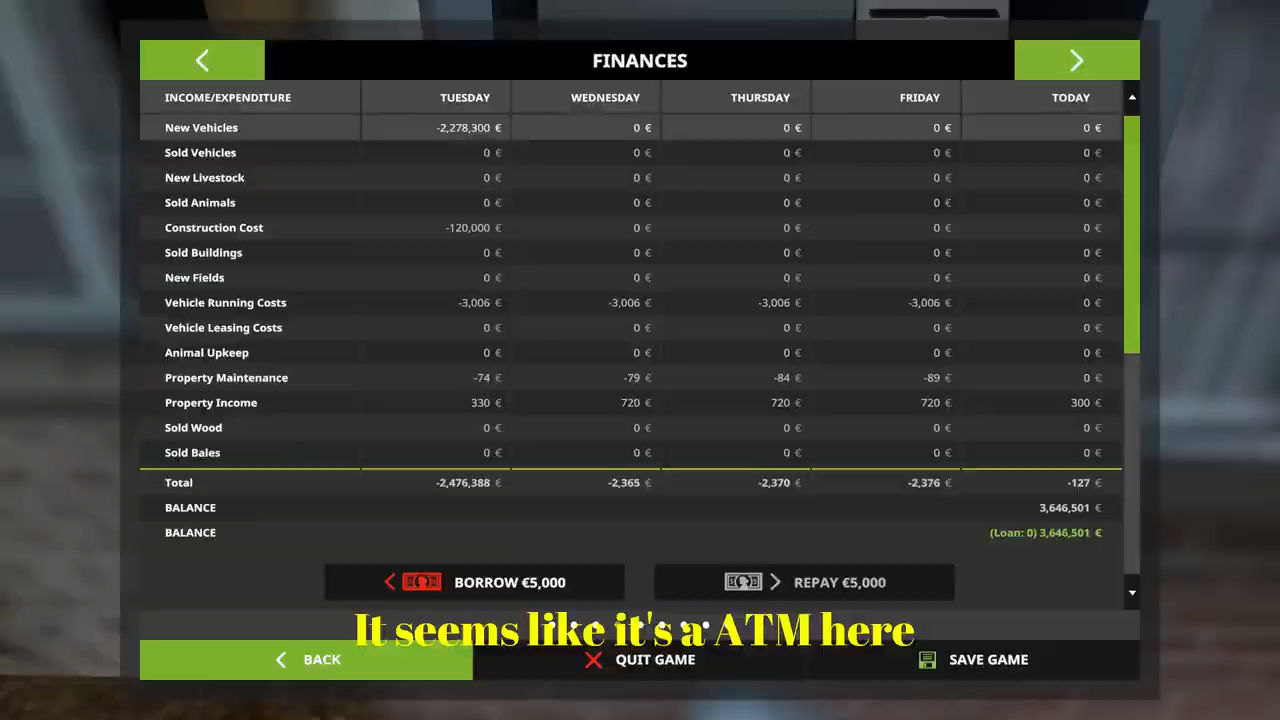 FINANCES
INCOME/EXPENDITURE TUESDAY WEDNESDAY THURSDAY FRIDAY TODAY
New Vehicles -2,278,300 € 0 € 0 € 0 € 0 €
Sold Vehicles 0 € 0 € 0 € 0 € 0 €
New Livestock 0 € 0 € 0 € 0 € 0 €
Sold Animals 0 € 0 € 0 € 0 € 0 €
Construction Cost -120,000 € 0 € 0 € 0 € 0 €
Sold Buildings 0 € 0 € 0 € 0 € 0 €
New Fields 0 € 0 € 0 € 0 € 0 €
Vehicle Running Costs -3,006 € -3,006 € -3,006 € -3,006 € 0 €
Vehicle Leasing Costs 0 € 0 € 0 € 0 € 0 €
Animal Upkeep 0 € 0 € 0 € 0 € 0 €
Property Maintenance -74 € -79 € -84 € -89 € 0 €
Property Income 330 € 720 € 720 € 720 € 300 €
Sold Wood 0 € 0 € 0 € 0 € 0 €
Sold Bales 0 € 0 € 0 € 0 € 0 €
Total -2,476,388 € -2,365 € -2,370 € -2,376 € -127 €
BALANCE 3,646,501 €
BALANCE (Loan: 0) 3,646,501 €
BORROW €5,000 REPAY €5,000
It seems like it's a ATM here
BACK QUIT GAME SAVE GAME